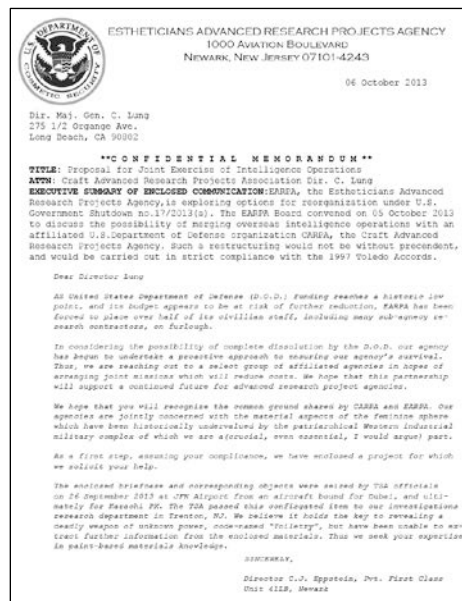 U.S. DEPARTMENT OF COSMETIC SECURITY
ESTHETICIANS ADVANCED RESEARCH PROJECTS AGENCY
1000 AVIATION BOULEVARD
NEWARK, NEW JERSEY 07101-4243
06 October 2013
Dir. Maj. Gen. C. Lung
275 1/2 Organge Ave.
Long Beach, CA 90802
**C O N F I D E N T I A L M E M O R A N D U M **
TITLE: Proposal for Joint Exercise of Intelligence Operations
ATTN: Craft Advanced Research Projects Association Dir. C. Lung
EXECUTIVE SUMMARY OF ENCLOSED COMMUNICATION:EARPA, the Estheticians Advanced
Research Projects Agency,is exploring options for reorganization under U.S.
Government Shutdown no.17/2013(a). The EARPA Board convened on 05 October 2013
to discuss the possibility of merging overseas intelligence operations with an
affiliated U.S.Department of Defense organization CARPA, the Craft Advanced
Research Projects Agency. Such a restructuring would not be without precendent,
and would be carried out in strict compliance with the 1997 Toledo Accords.
Dear Director Lung
AS United States Department of Defense (D.O.D.) funding reaches a historic low
point, and its budget appears to be at risk of further reduction, EARPA has been
forced to place over half of its civillian staff, including many sub-agency re-
search contractors, on furlough.
In considering the possibility of complete dissolution by the D.O.D. our agency
has begun to undertake a proactive approach to ensuring our agency's survival.
Thus, we are reaching out to a select group of affiliated agencies in hopes of
arranging joint missions which will reduce costs. We hope that this partnership
will support a continued future for advanced research project agencies.
We hope that you will recognize the common ground shared by CARPA and EARPA. Our
agencies are jointly concerned with the material aspects of the feminine sphere
which have been historically undervalued by the patriarchical Western industrial
military complex of which we are a(crucial, even essential, I would argue) part.
As a first step, assuming your compliance, we have enclosed a project for which
we solicit your help.
The enclosed briefcase and corresponding objects were seized by TSA officials
on 26 September 2013 at JFK Airport from an aircraft bound for Dubai, and ulti-
mately for Karachi PK. The TSA passed this confiscated item to our investigations
research department in Trenton, NJ. We believe it holds the key to revealing a
deadly weapon of unknown power, code-named "Toiletry", but have been unable to ex-
tract further information from the enclosed materials. Thus we seek your expertise
in paint-based materials knowledge.
SINCERELY,
Director C.J. Eppstein, Pvt. First Class
Unit 41LB, Newark